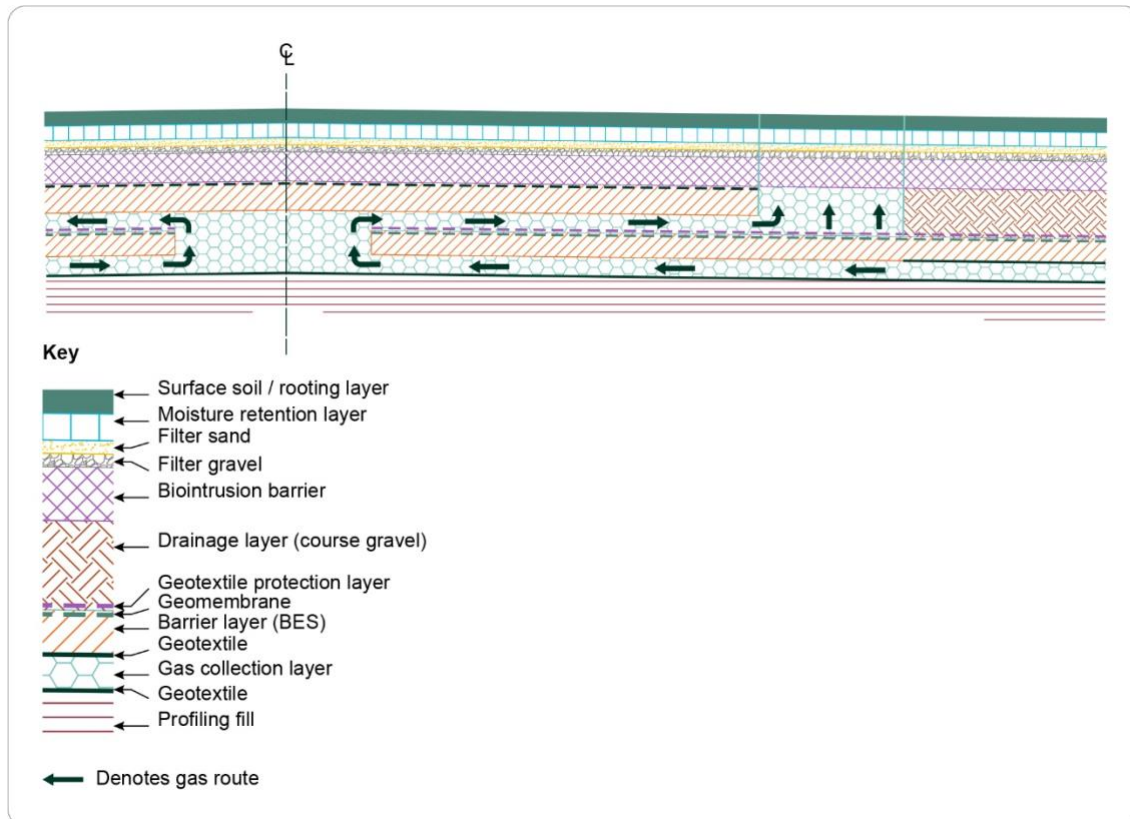 ℄
Key
Surface soil / rooting layer
Moisture retention layer
Filter sand
Filter gravel
Biointrusion barrier
Drainage layer (course gravel)
Geotextile protection layer
Geomembrane
Barrier layer (BES)
Geotextile
Gas collection layer
Geotextile
Profiling fill
Denotes gas route